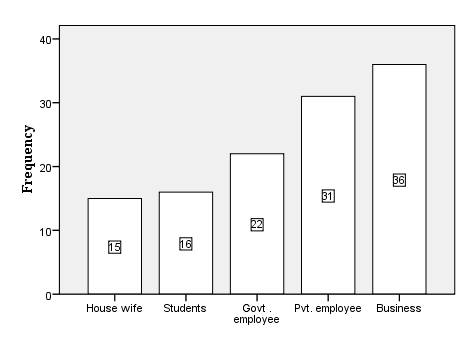 Frequency
40
30
20
10
0
15
16
22
31
36
House wife
Students
Govt .
employee
Pvt. employee
Business